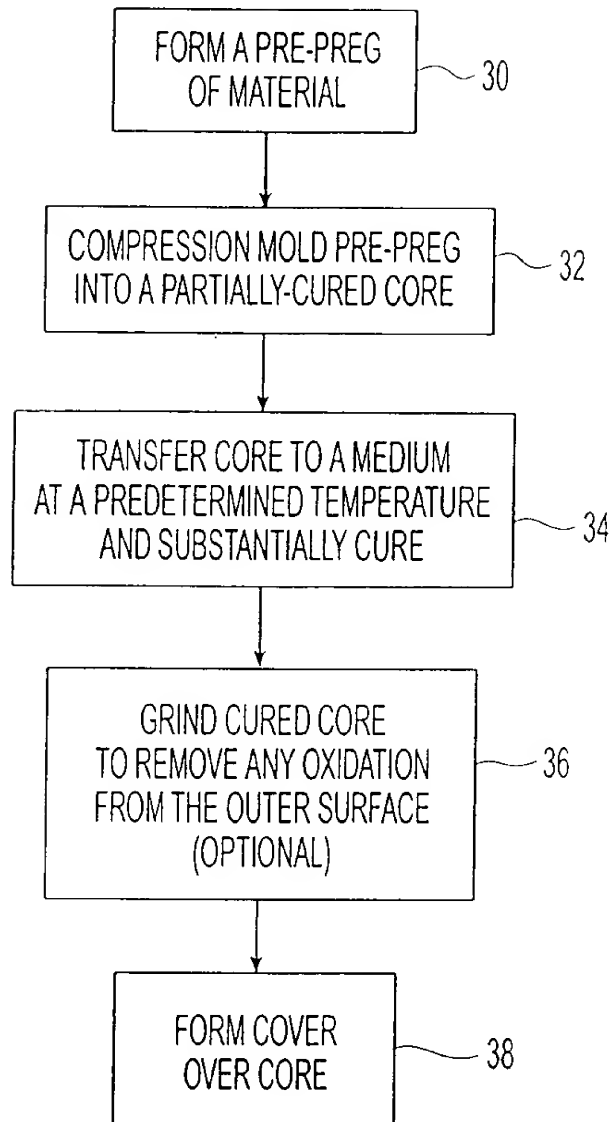 FORM A PRE-PREG
OF MATERIAL
30
COMPRESSION MOLD PRE-PREG
INTO A PARTIALLY-CURED CORE
32
TRANSFER CORE TO A MEDIUM
AT A PREDETERMINED TEMPERATURE
AND SUBSTANTIALLY CURE
34
GRIND CURED CORE
TO REMOVE ANY OXIDATION
FROM THE OUTER SURFACE
(OPTIONAL)
36
FORM COVER
OVER CORE
38